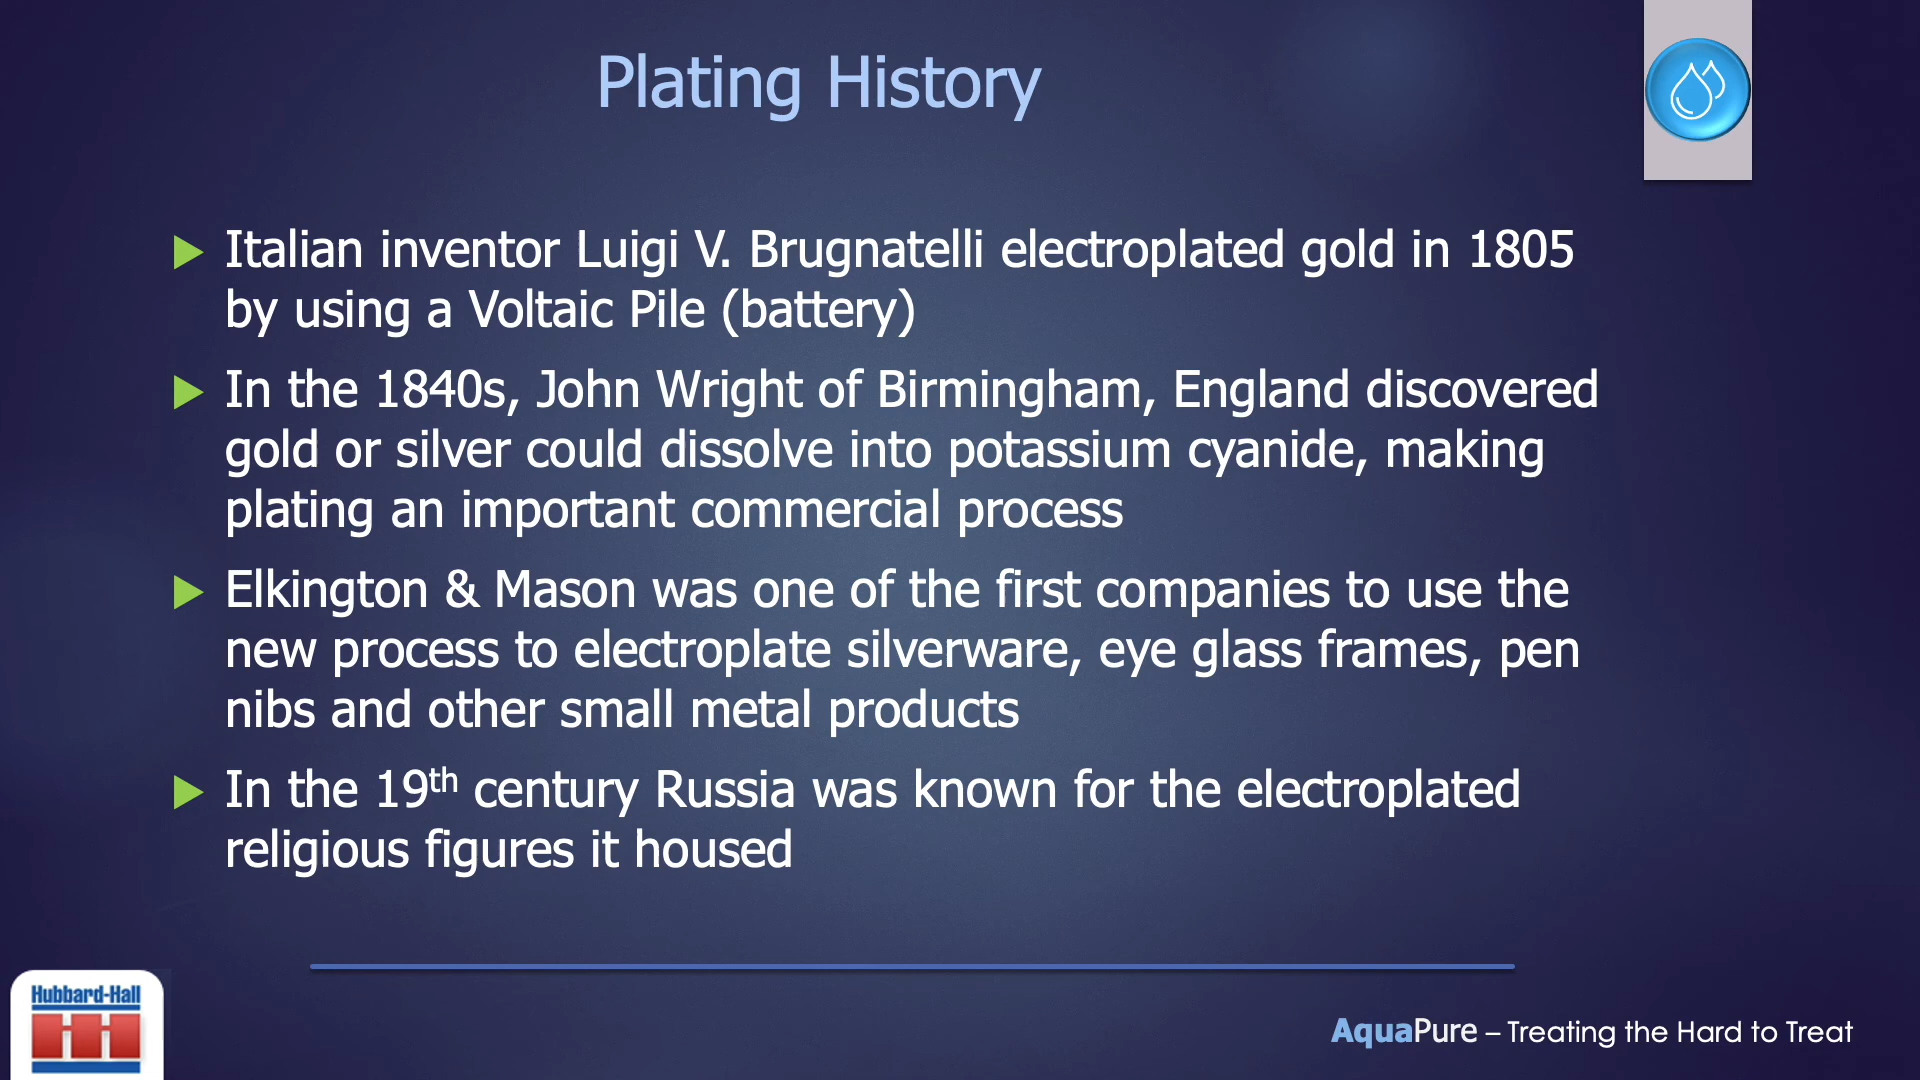 Plating History
Italian inventor Luigi V. Brugnatelli electroplated gold in 1805
by using a Voltaic Pile (battery)
In the 1840s, John Wright of Birmingham, England discovered
gold or silver could dissolve into potassium cyanide, making
plating an important commercial process
Elkington & Mason was one of the first companies to use the
new process to electroplate silverware, eye glass frames, pen
nibs and other small metal products
In the 19th century Russia was known for the electroplated
religious figures it housed
Hubbard-Hall
AquaPure – Treating the Hard to Treat